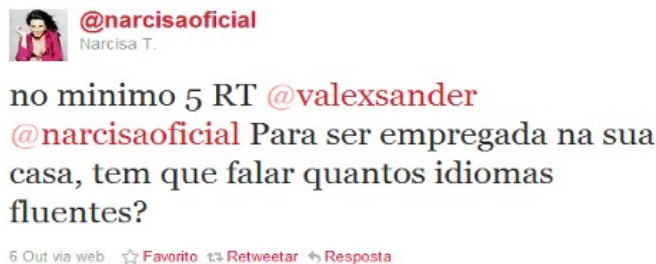 @narcisaoficial
Narcisa T.
no minimo 5 RT @valexsander
@narcisaoficial Para ser empregada na sua
casa, tem que falar quantos idiomas
fluentes?
6 Out via web Favorito Retweetar Resposta